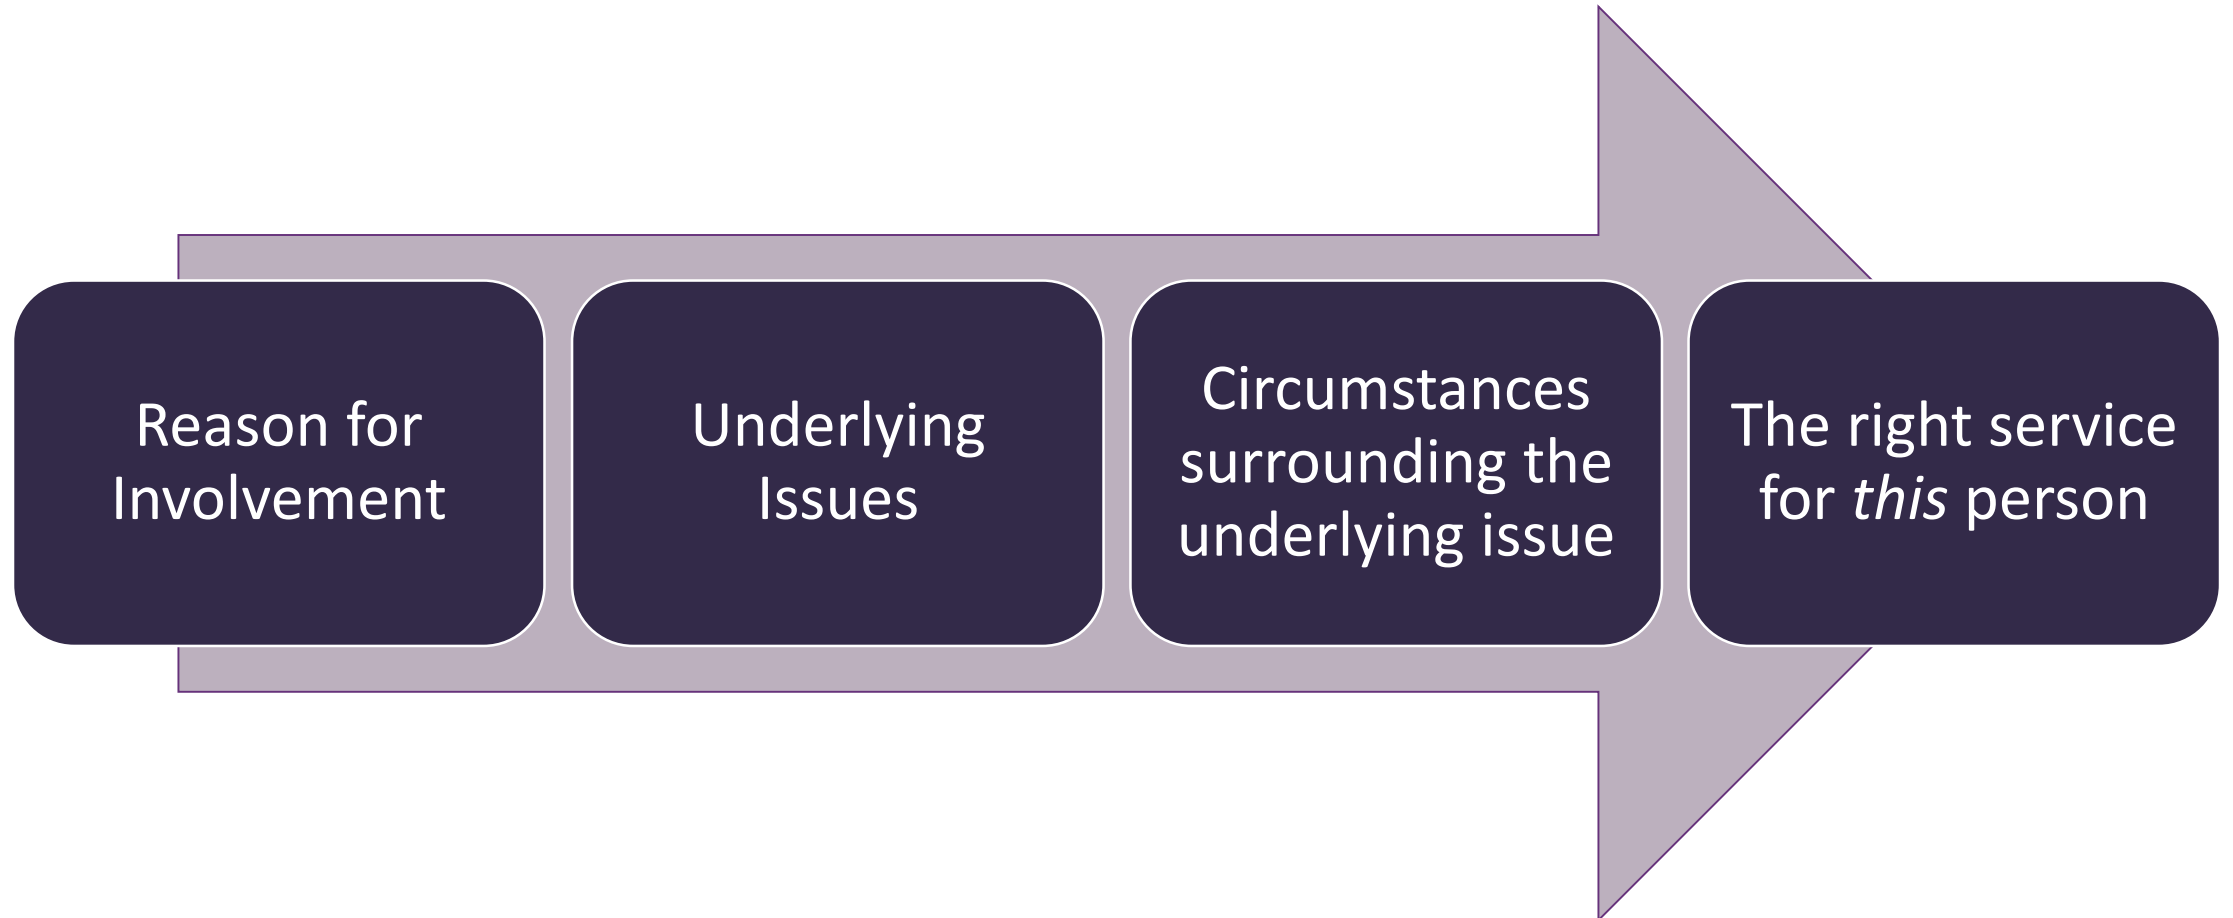 Reason for
Involvement
Underlying
Issues
Circumstances
surrounding the
underlying issue
The right service
for this person